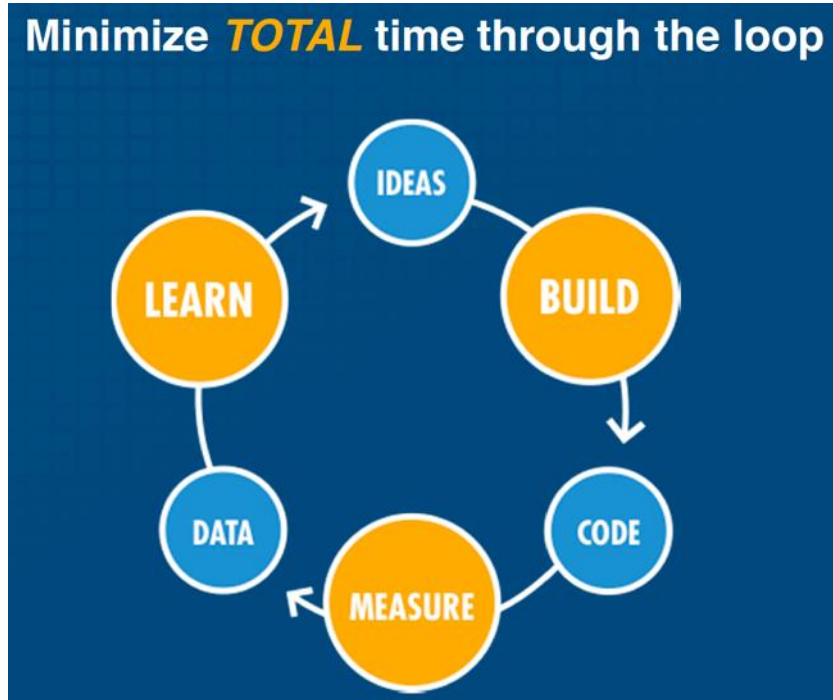 Minimize TOTAL time through the loop
IDEAS
BUILD
CODE
MEASURE
DATA
LEARN